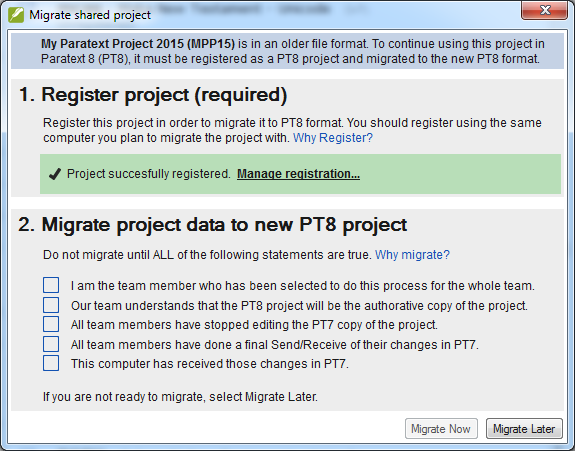 Migrate shared project
My Paratext Project 2015 (MPP15) is in an older file format. To continue using this project in
Paratext 8 (PT8), it must be registered as a PT8 project and migrated to the new PT8 format.
1. Register project (required)
Register this project in order to migrate it to PT8 format. You should register using the same
computer you plan to migrate the project with. Why Register?
✔ Project succesfully registered. Manage registration...
2. Migrate project data to new PT8 project
Do not migrate until ALL of the following statements are true. Why migrate?
I am the team member who has been selected to do this process for the whole team.
Our team understands that the PT8 project will be the authorative copy of the project.
All team members have stopped editing the PT7 copy of the project.
All team members have done a final Send/Receive of their changes in PT7.
This computer has received those changes in PT7.
If you are not ready to migrate, select Migrate Later.
Migrate Now Migrate Later